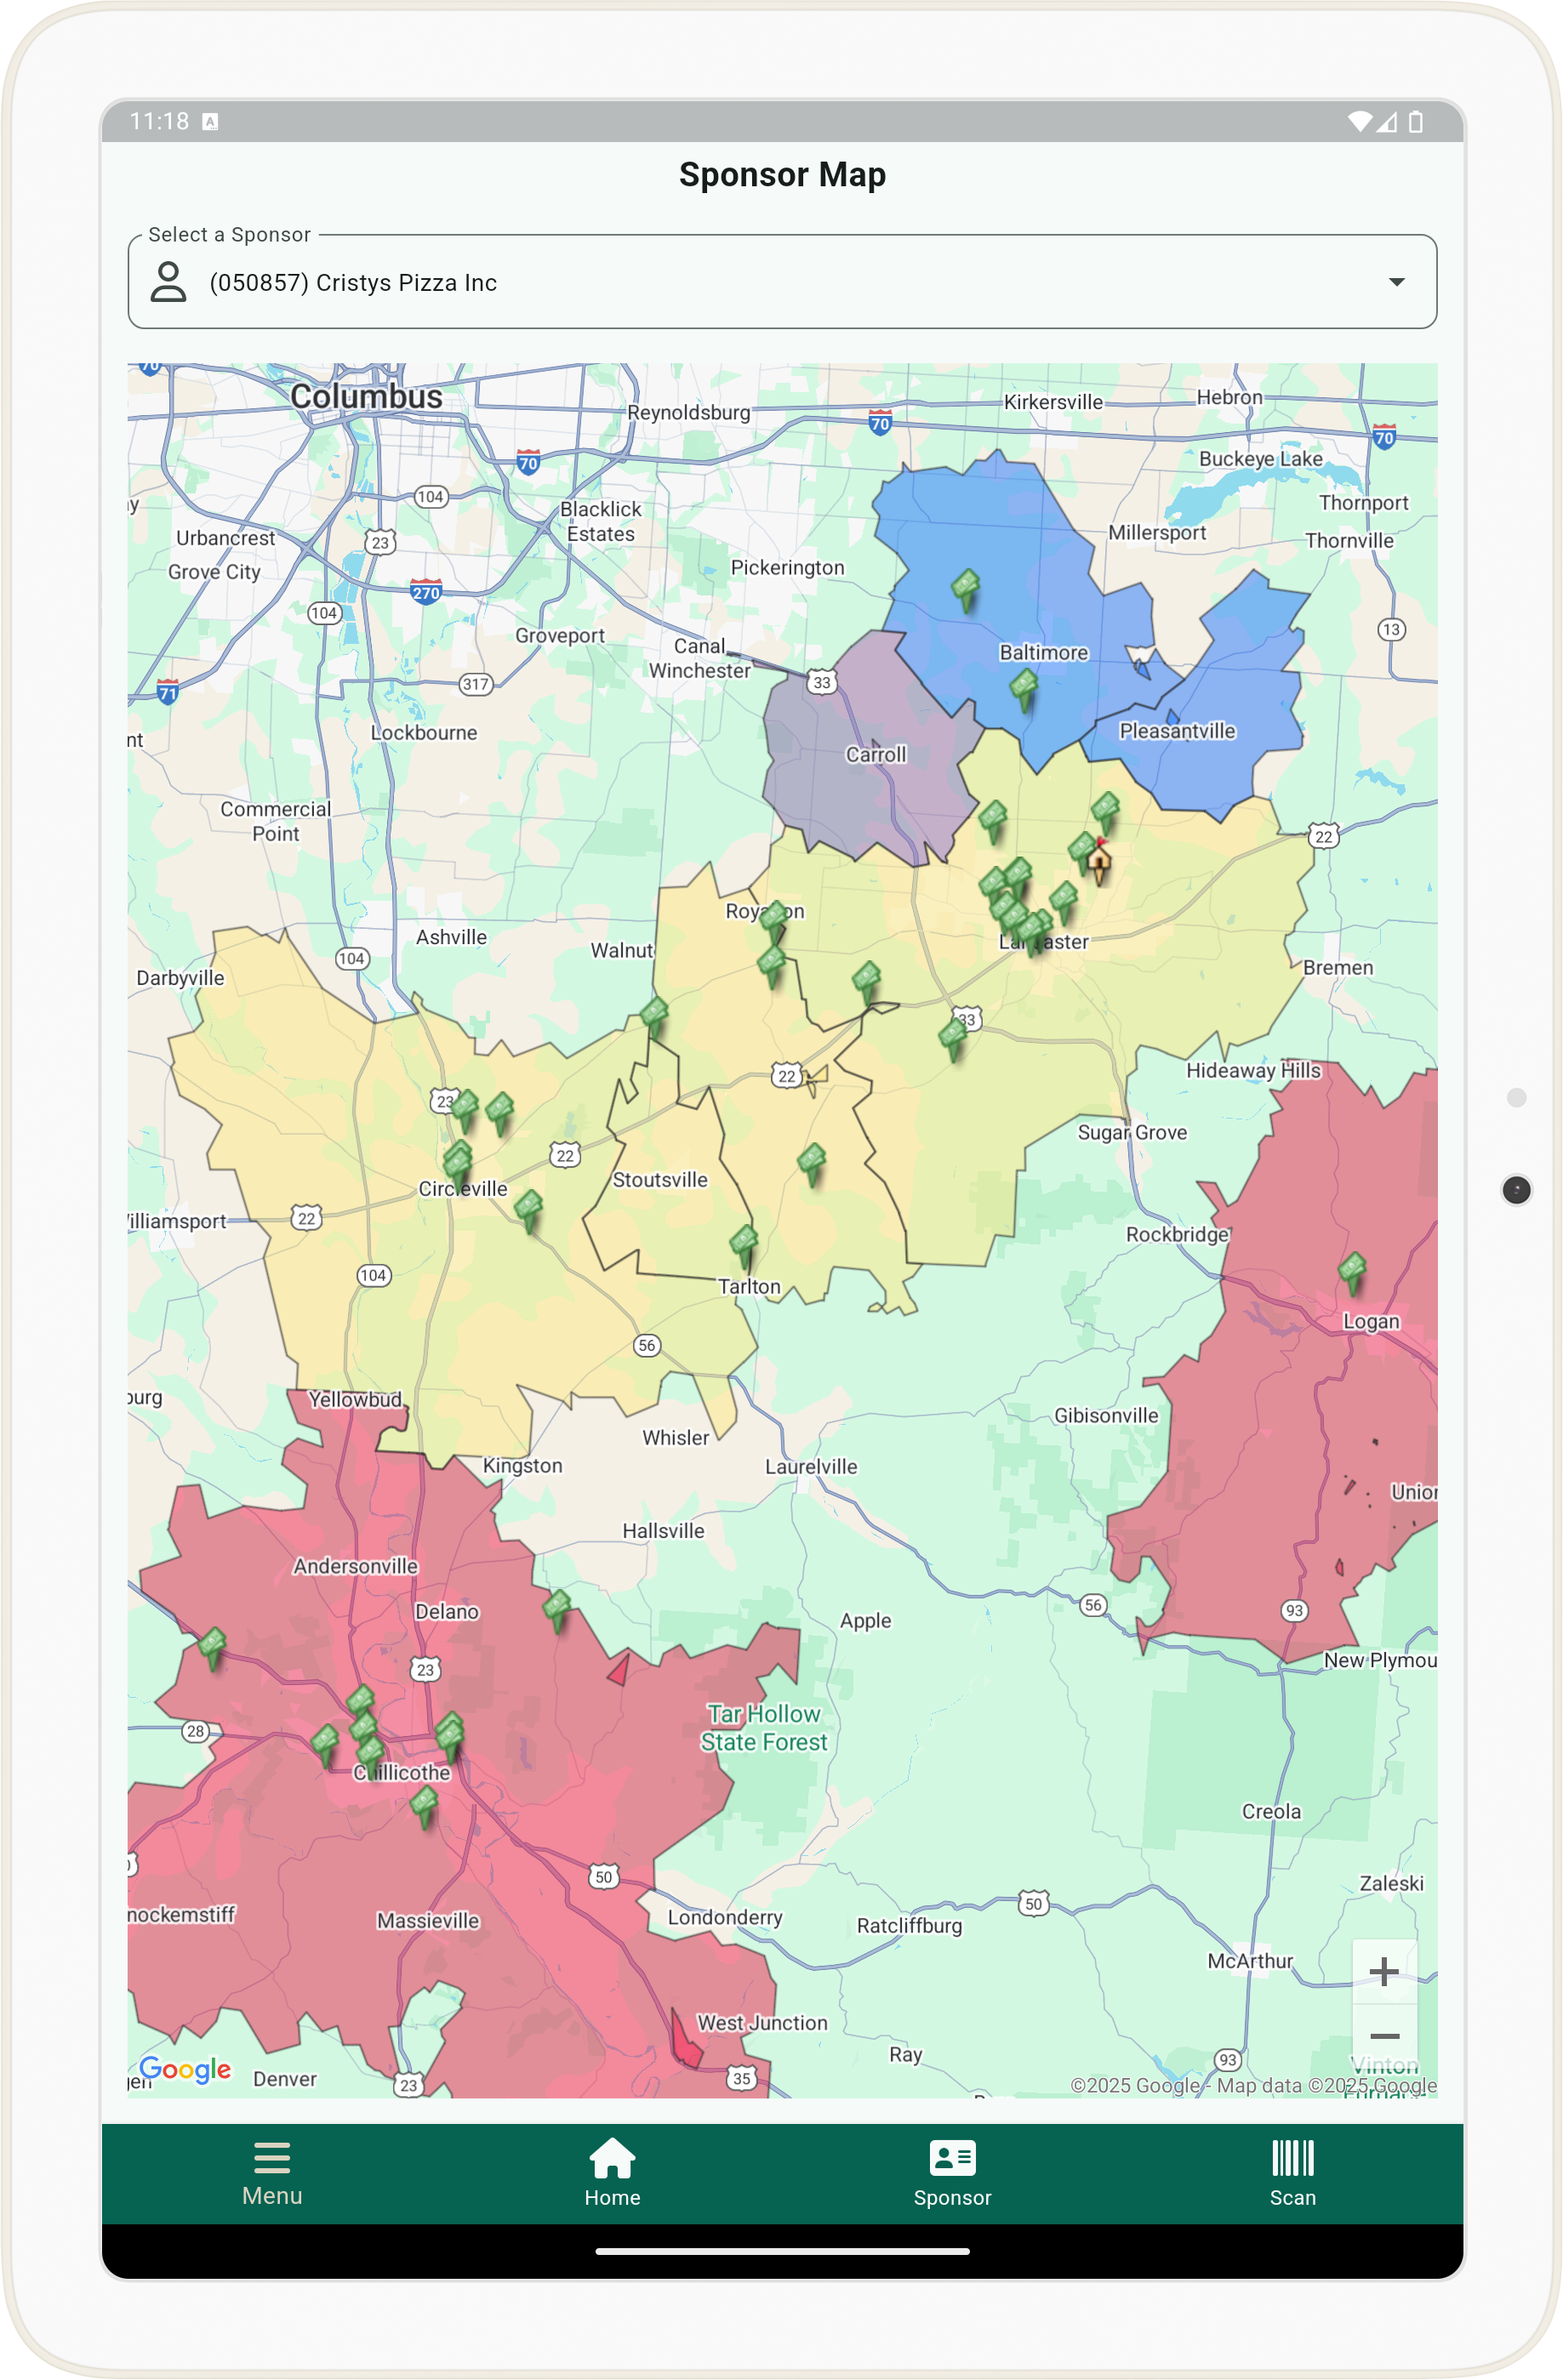 11:18
A
Sponsor Map
Select a Sponsor
(050857) Cristys Pizza Inc
70
Columbus
Reynoldsburg
70
Kirkersville
Hebron
70
70
Buckeye Lake
104
Thornport
Blacklick
Estates
23
Urbancrest
Millersport
Thornville
Grove City
Pickerington
270
104
13
Groveport
Canal
Winchester
Baltimore
317
33
71
nt
Lockbourne
Pleasantville
Carroll
Commercial
Point
22
Ashville
Lancaster
Walnut
104
Darbyville
Bremen
33
22
Hideaway Hills
23
Sugar Grove
22
Stoutsville
Circleville
22
illiamsport
Rockbridge
104
Tarlton
Logan
56
burg
Yellowbud
Gibisonville
Whisler
Kingston
Laurelville
Union
Hallsville
Andersonville
56
93
Delano
Apple
23
New Plymou
Tar Hollow
State Forest
28
Chillicothe
Creola
50
Zaleski
nockemstiff
Massieville
Londonderry
50
Ratcliffburg
McArthur
+
West Junction
−
Ray
Google
Denver
23
35
93
Vinton
Furnace
©2025 Google - Map data ©2025 Google
Menu
Home
Sponsor
Scan